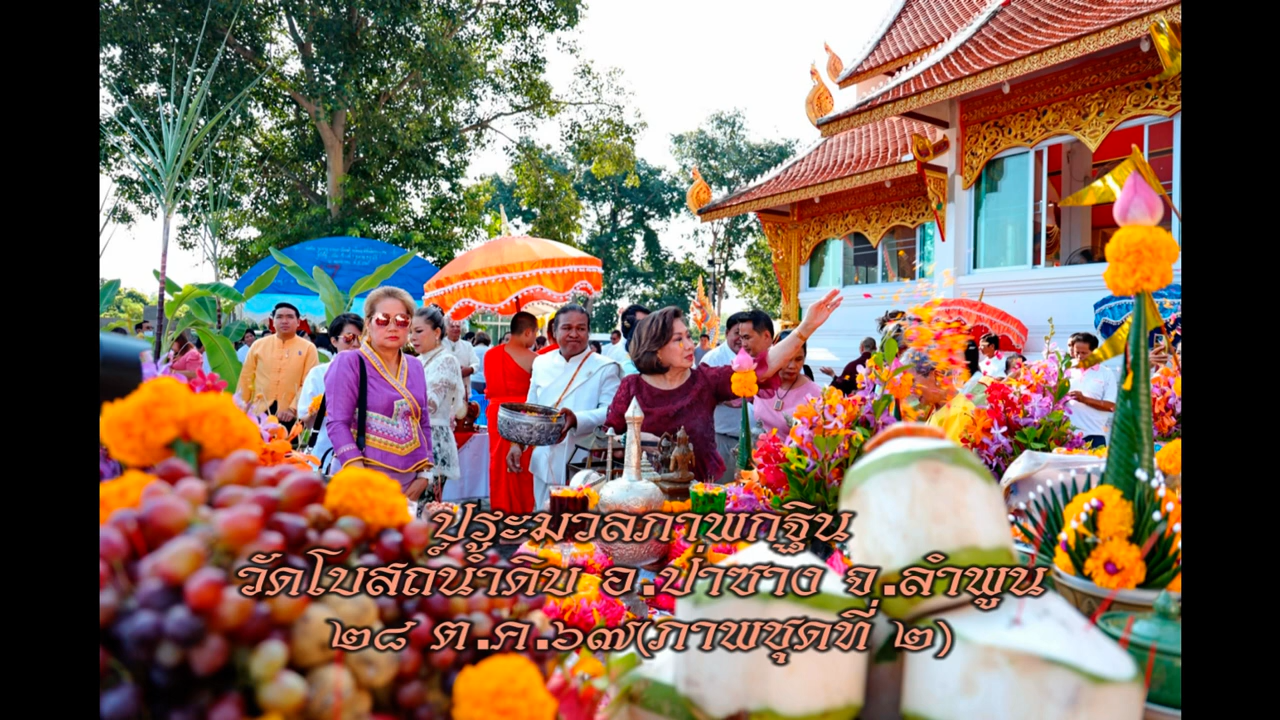 ประมวลภาพกฐิน
วัดโบสถน้ำดิบ อ.ป่าซาง จ.ลำพูน
๒๘ ต.ค.๖๗(ภาพชุดที่ ๒)